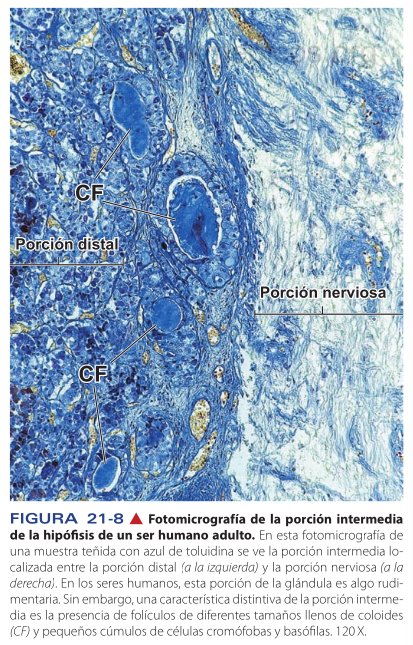 CF
Porción distal
Porción nerviosa
CF
FIGURA 21-8 ▲ Fotomicrografía de la porción intermedia
de la hipófisis de un ser humano adulto. En esta fotomicrografía de
una muestra teñida con azul de toluidina se ve la porción intermedia lo-
calizada entre la porción distal (a la izquierda) y la porción nerviosa (a la
derecha). En los seres humanos, esta porción de la glándula es algo rudi-
mentaria. Sin embargo, una característica distintiva de la porción interme-
dia es la presencia de folículos de diferentes tamaños llenos de coloides
(CF) y pequeños cúmulos de células cromófobas y basófilas. 120 X.